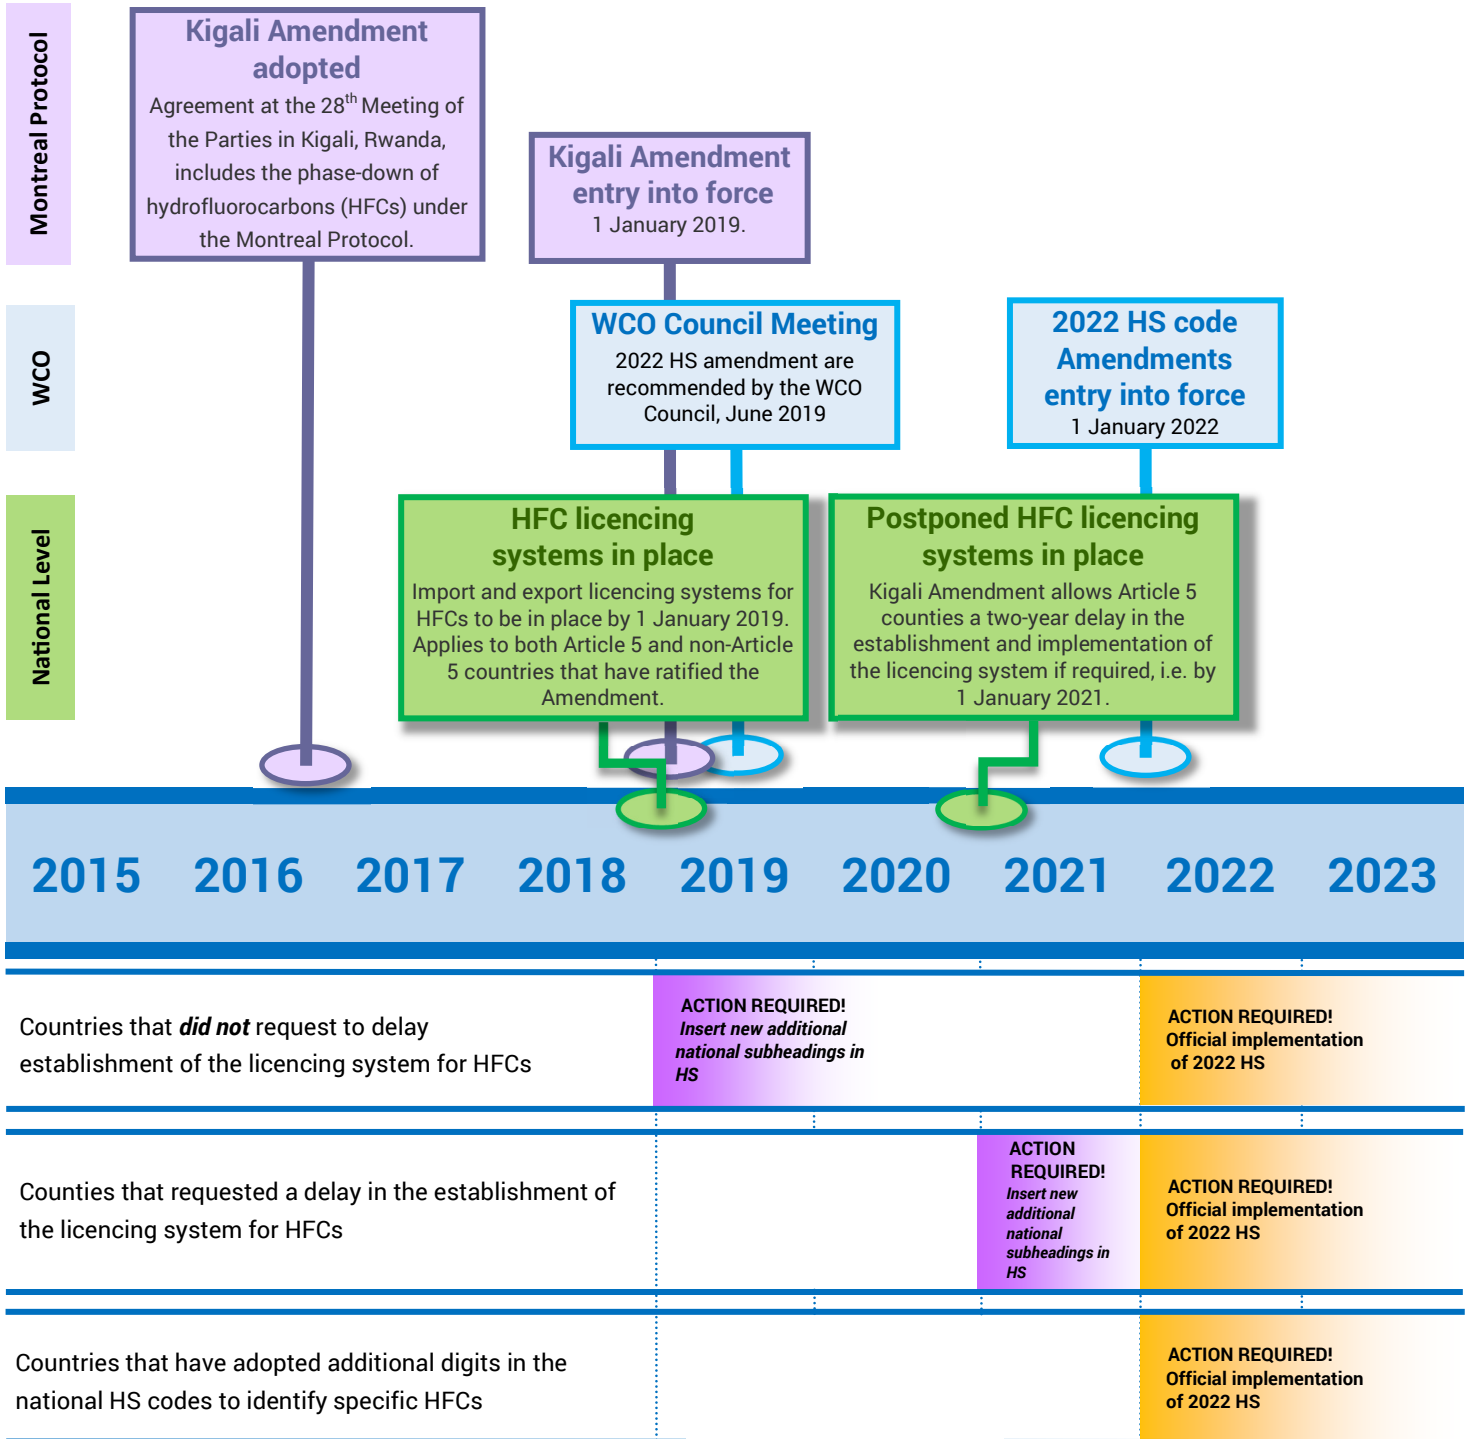 Montreal Protocol
Kigali Amendment
adopted
Agreement at the 28th Meeting of
the Parties in Kigali, Rwanda,
includes the phase-down of
hydrofluorocarbons (HFCs) under
the Montreal Protocol.
Kigali Amendment
entry into force
1 January 2019.
WCO
WCO Council Meeting
2022 HS amendment are
recommended by the WCO
Council, June 2019
2022 HS code
Amendments
entry into force
1 January 2022
National Level
HFC licencing
systems in place
Import and export licencing systems for
HFCs to be in place by 1 January 2019.
Applies to both Article 5 and non-Article
5 countries that have ratified the
Amendment.
Postponed HFC licencing
systems in place
Kigali Amendment allows Article 5
counties a two-year delay in the
establishment and implementation of
the licencing system if required, i.e. by
1 January 2021.
2015 2016 2017 2018 2019 2020 2021 2022 2023
Countries that did not request to delay
establishment of the licencing system for HFCs
ACTION REQUIRED!
Insert new additional
national subheadings in
HS
ACTION REQUIRED!
Official implementation
of 2022 HS
Counties that requested a delay in the establishment of
the licencing system for HFCs
ACTION
REQUIRED!
Insert new
additional
national
subheadings in
HS
ACTION REQUIRED!
Official implementation
of 2022 HS
Countries that have adopted additional digits in the
national HS codes to identify specific HFCs
ACTION REQUIRED!
Official implementation
of 2022 HS